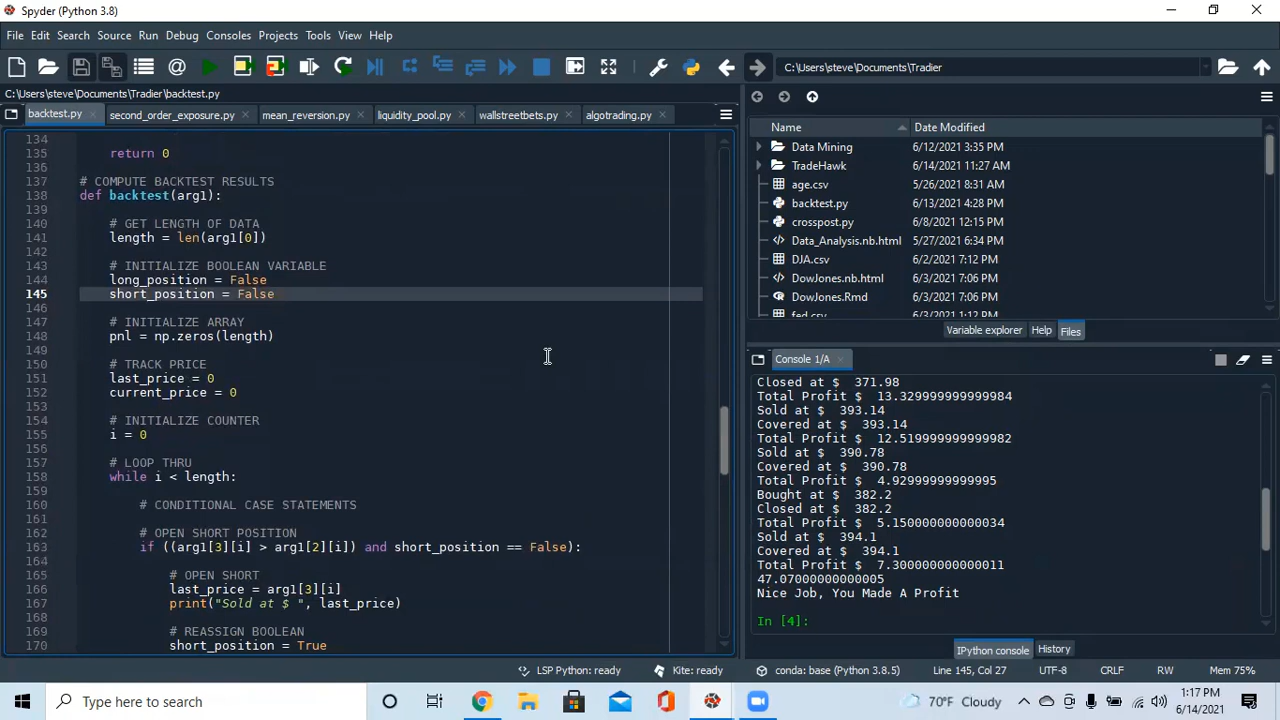 Spyder (Python 3.8)
File Edit Search Source Run Debug Consoles Projects Tools View Help
C:\Users\steve\Documents\Tradier
C:\Users\steve\Documents\Tradier\backtest.py
backtest.py second_order_exposure.py mean_reversion.py liquidity_pool.py wallstreetbets.py algotrading.py
134
135 return 0
136
137 # COMPUTE BACKTEST RESULTS
138 def backtest(arg1):
139
140 # GET LENGTH OF DATA
141 length = len(arg1[0])
142
143 # INITIALIZE BOOLEAN VARIABLE
144 long_position = False
145 short_position = False
146
147 # INITIALIZE ARRAY
148 pnl = np.zeros(length)
149
150 # TRACK PRICE
151 last_price = 0
152 current_price = 0
153
154 # INITIALIZE COUNTER
155 i = 0
156
157 # LOOP THRU
158 while i < length:
159
160 # CONDITIONAL CASE STATEMENTS
161
162 # OPEN SHORT POSITION
163 if ((arg1[3][i] > arg1[2][i]) and short_position == False):
164
165 # OPEN SHORT
166 last_price = arg1[3][i]
167 print("Sold at $ ", last_price)
168
169 # REASSIGN BOOLEAN
170 short_position = True
Name Date Modified
Data Mining 6/12/2021 3:35 PM
TradeHawk 6/14/2021 11:27 AM
age.csv 5/26/2021 8:31 AM
backtest.py 6/13/2021 4:28 PM
crosspost.py 6/8/2021 12:15 PM
Data_Analysis.nb.html 5/27/2021 6:34 PM
DJA.csv 6/2/2021 7:12 PM
DowJones.nb.html 6/3/2021 7:06 PM
DowJones.Rmd 6/3/2021 7:06 PM
fed.csv
Variable explorer Help Files
Console 1/A
Closed at $ 371.98
Total Profit $ 13.329999999999984
Sold at $ 393.14
Covered at $ 393.14
Total Profit $ 12.519999999999982
Sold at $ 390.78
Covered at $ 390.78
Total Profit $ 4.92999999999995
Bought at $ 382.2
Closed at $ 382.2
Total Profit $ 5.150000000000034
Sold at $ 394.1
Covered at $ 394.1
Total Profit $ 7.300000000000011
47.07000000000005
Nice Job, You Made A Profit
In [4]:
IPython console History
LSP Python: ready Kite: ready conda: base (Python 3.8.5) Line 145, Col 27 UTF-8 CRLF RW Mem 75%
Type here to search
70°F Cloudy
1:17 PM
6/14/2021